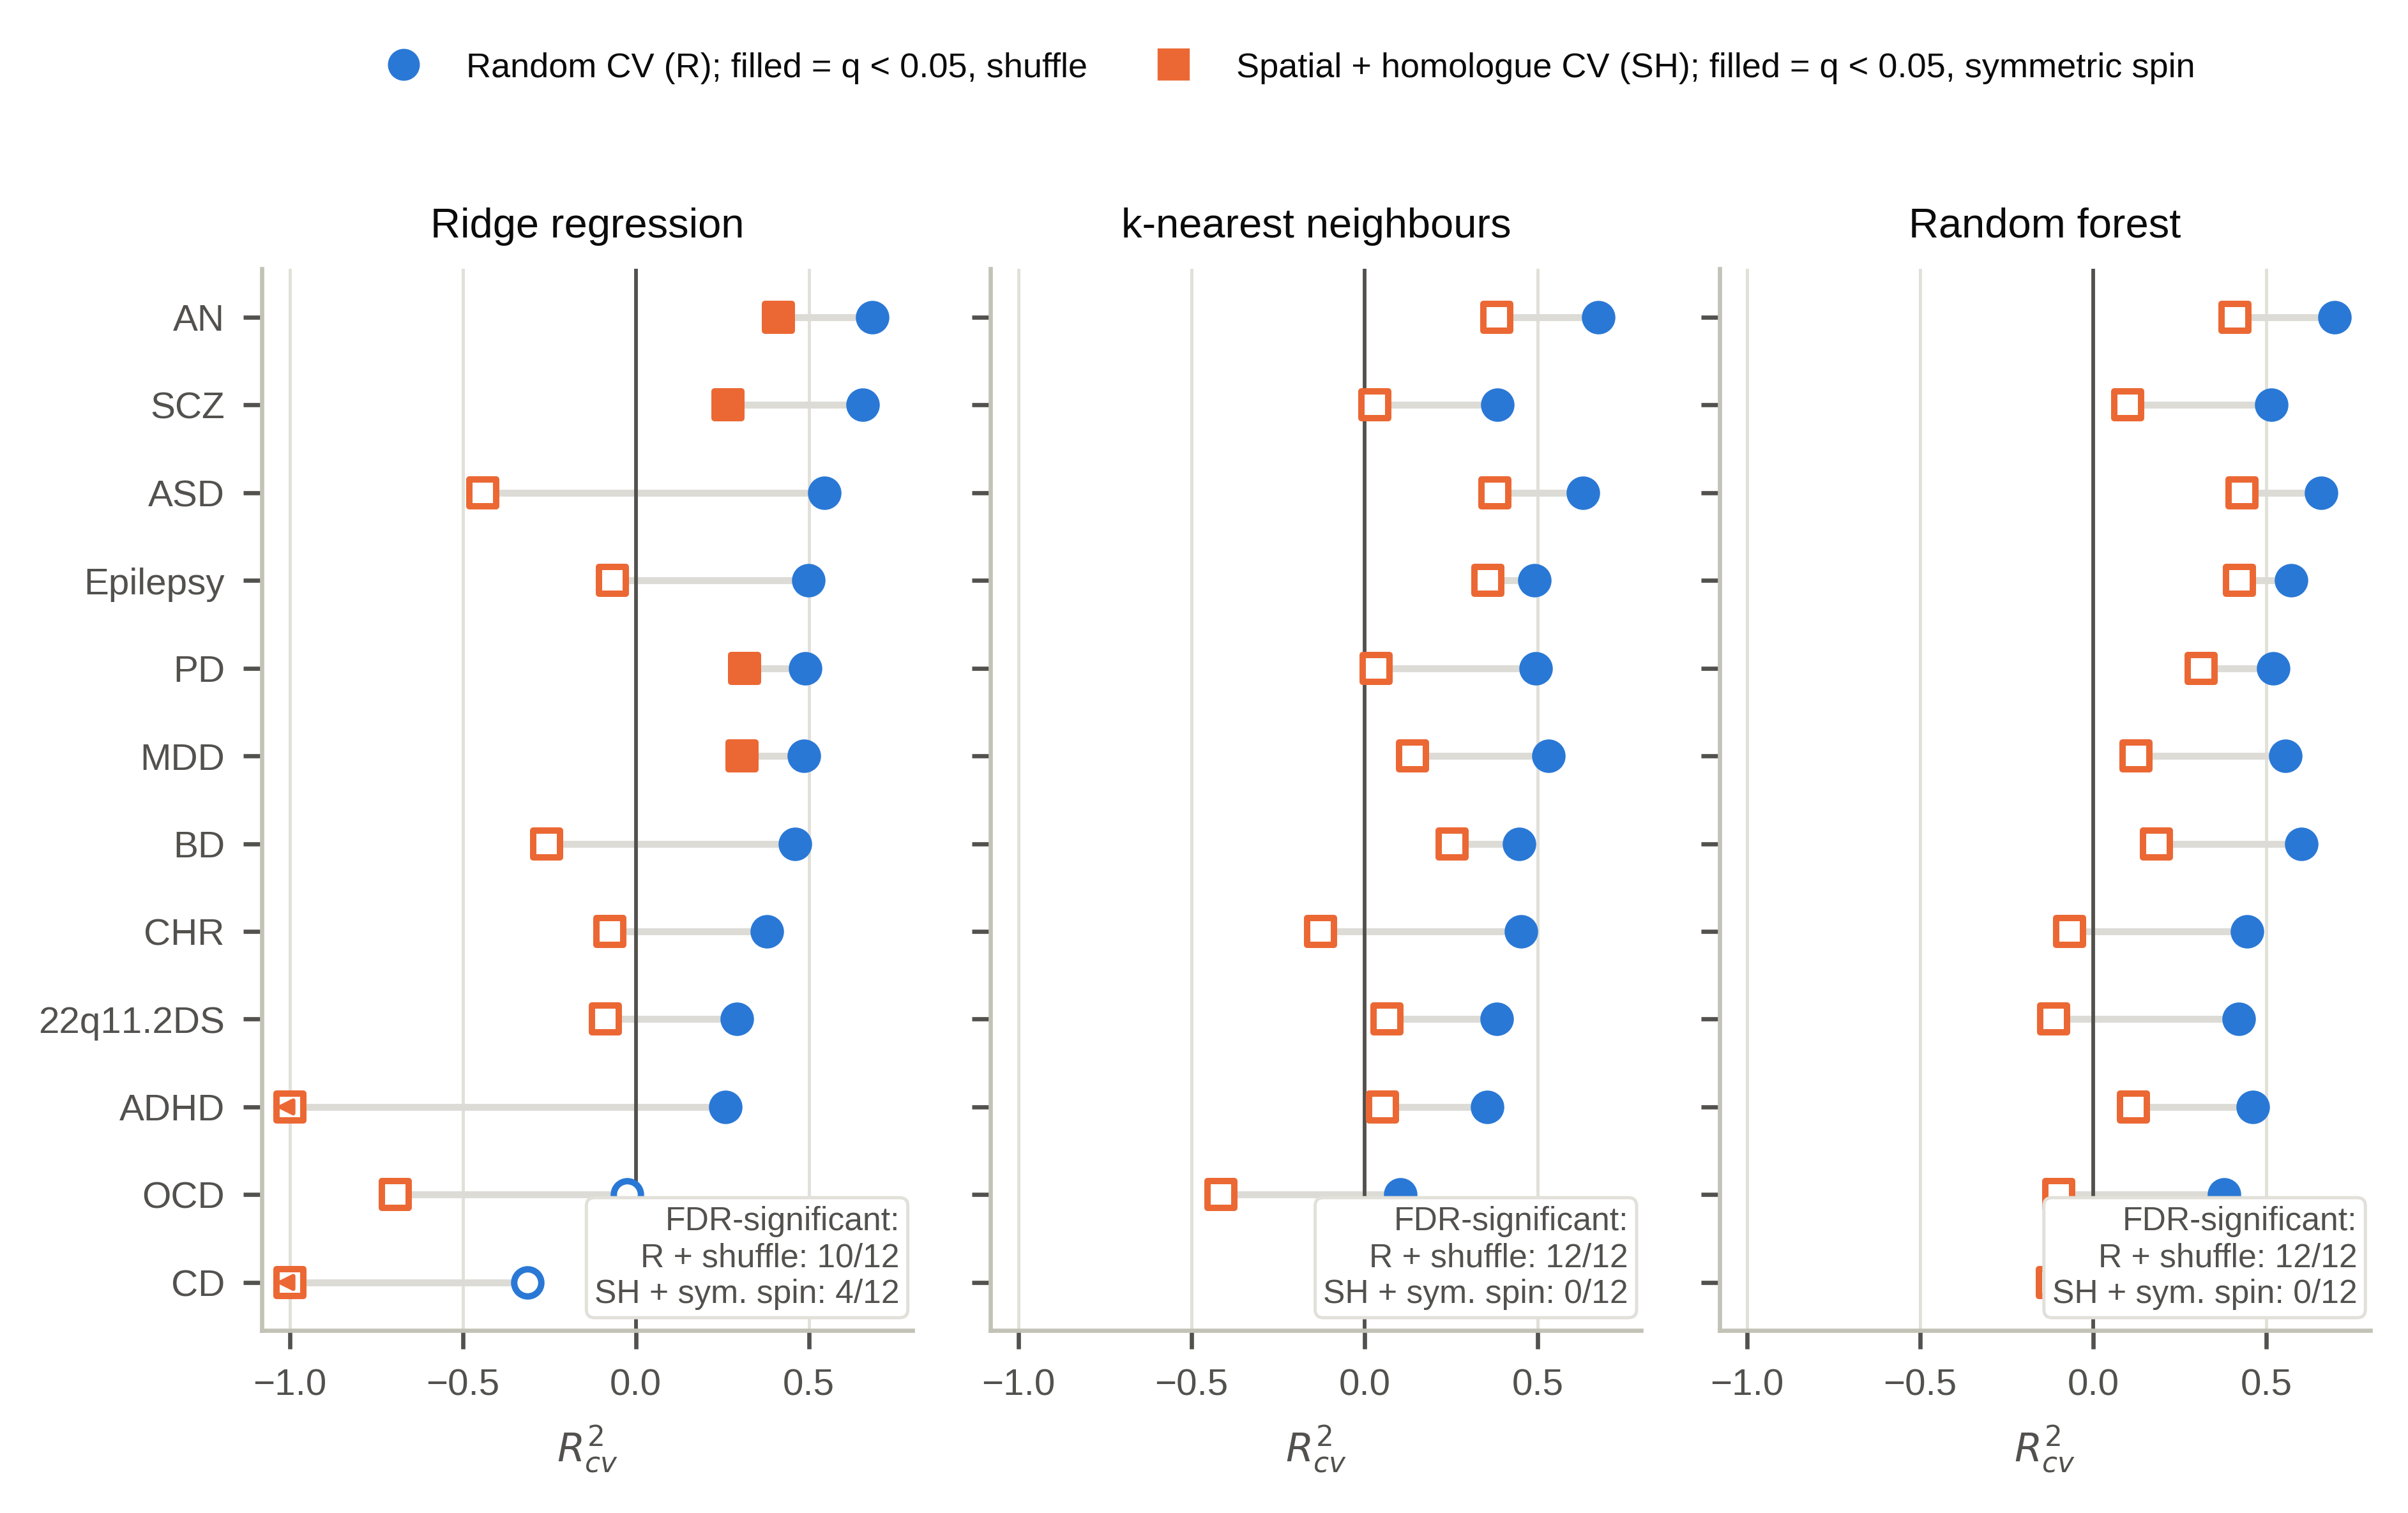 Random CV (R); filled = q < 0.05, shuffle
Spatial + homologue CV (SH); filled = q < 0.05, symmetric spin
Ridge regression
k-nearest neighbours
Random forest
AN
SCZ
ASD
Epilepsy
PD
MDD
BD
CHR
22q11.2DS
ADHD
OCD
CD
FDR-significant:
R + shuffle: 10/12
SH + sym. spin: 4/12
FDR-significant:
R + shuffle: 12/12
SH + sym. spin: 0/12
FDR-significant:
R + shuffle: 12/12
SH + sym. spin: 0/12
−1.0 −0.5 0.0 0.5
−1.0 −0.5 0.0 0.5
−1.0 −0.5 0.0 0.5
R²cv
R²cv
R²cv